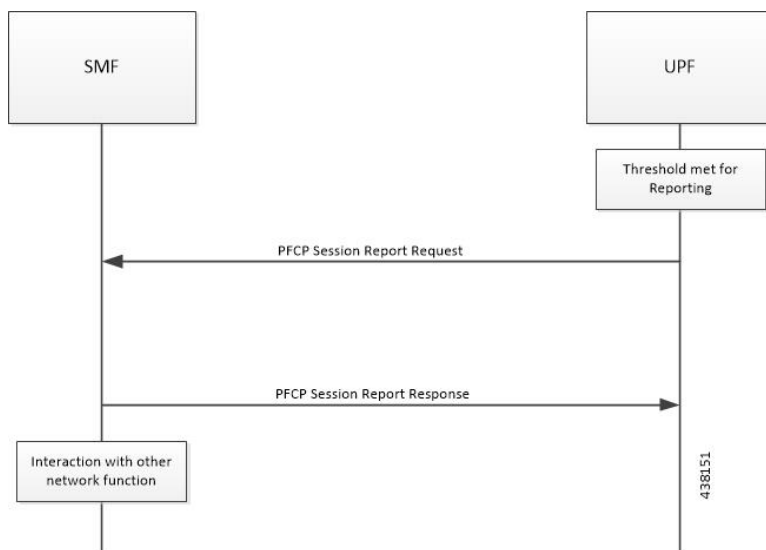 SMF
UPF
Threshold met for
Reporting
PFCP Session Report Request
PFCP Session Report Response
Interaction with other
network function
438151